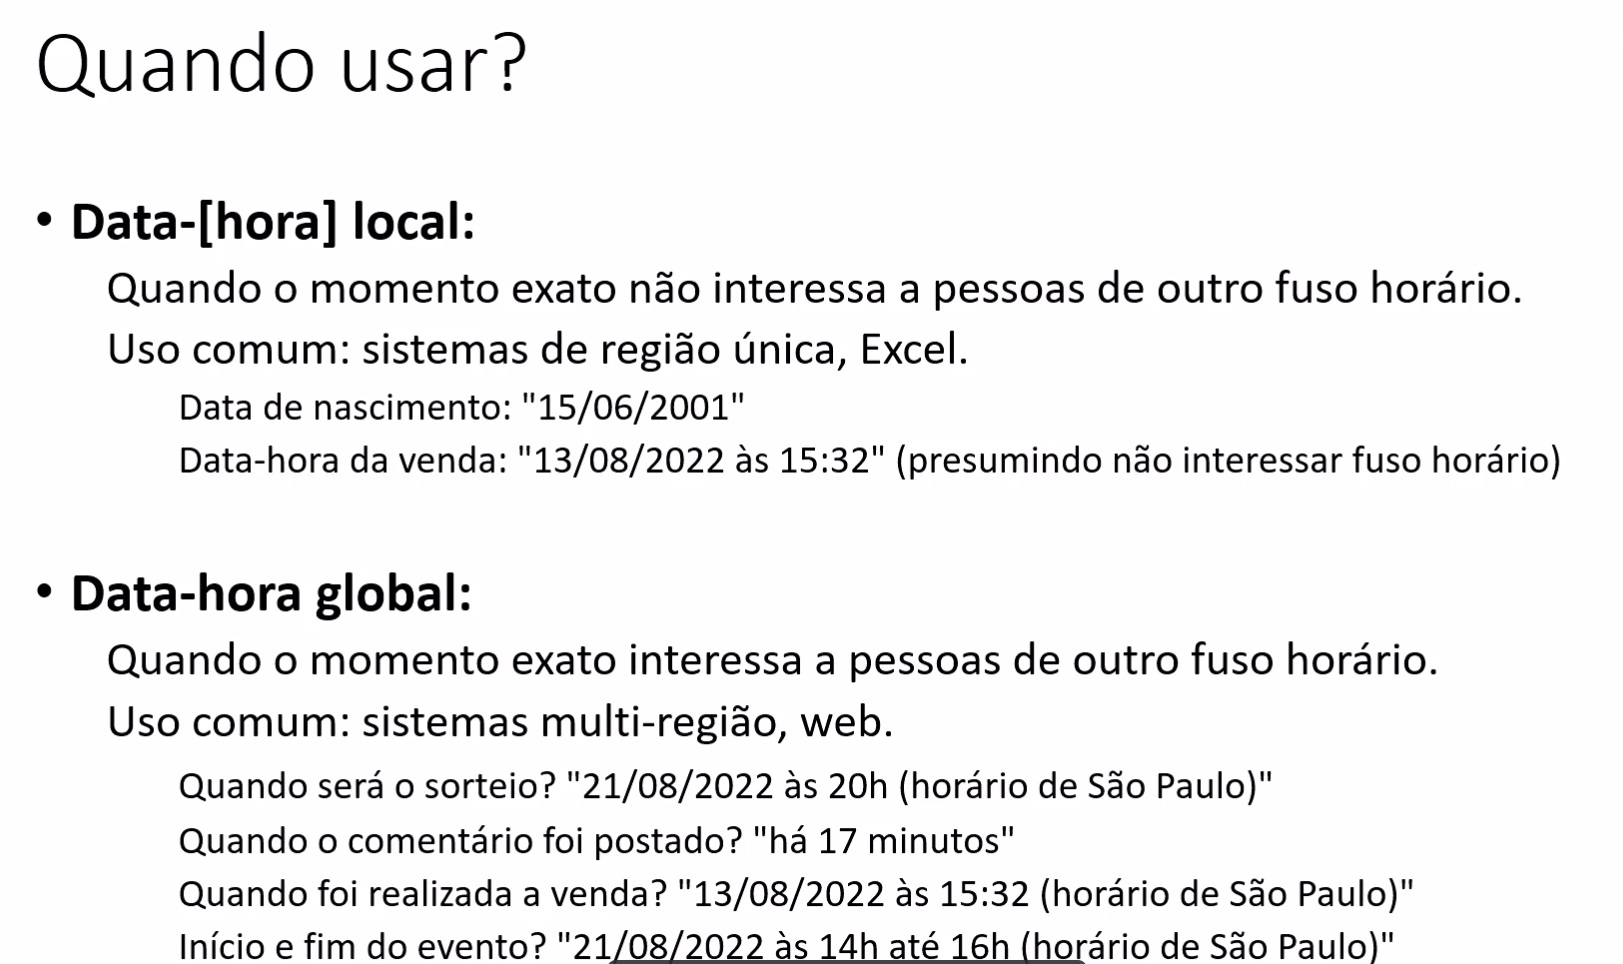 Quando usar?
• Data-[hora] local:
Quando o momento exato não interessa a pessoas de outro fuso horário.
Uso comum: sistemas de região única, Excel.
Data de nascimento: "15/06/2001"
Data-hora da venda: "13/08/2022 às 15:32" (presumindo não interessar fuso horário)
• Data-hora global:
Quando o momento exato interessa a pessoas de outro fuso horário.
Uso comum: sistemas multi-região, web.
Quando será o sorteio? "21/08/2022 às 20h (horário de São Paulo)"
Quando o comentário foi postado? "há 17 minutos"
Quando foi realizada a venda? "13/08/2022 às 15:32 (horário de São Paulo)"
Início e fim do evento? "21/08/2022 às 14h até 16h (horário de São Paulo)"